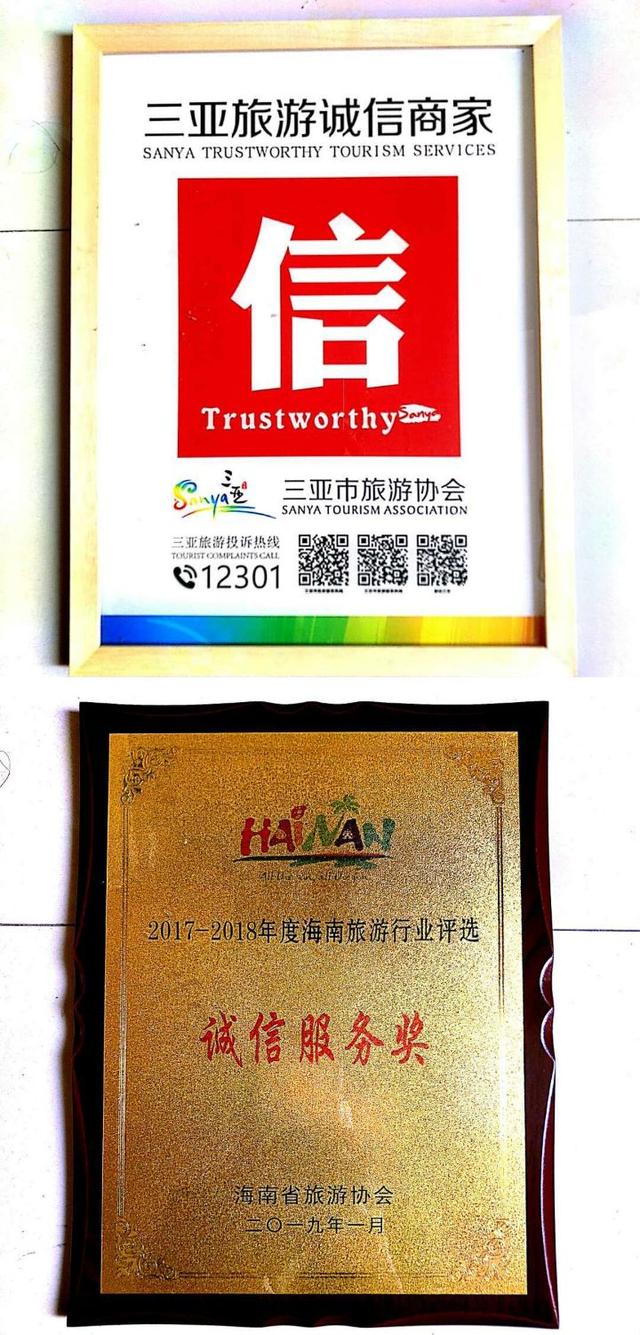 三亚旅游诚信商家
SANYA TRUSTWORTHY TOURISM SERVICES
信
Trustworthy Sanya
Sanya 三亚
三亚市旅游协会
SANYA TOURISM ASSOCIATION
三亚旅游投诉热线
TOURIST COMPLAINTS CALL
12301
HAiNAN
2017-2018年度海南旅游行业评选
诚信服务奖
海南省旅游协会
二〇一九年一月